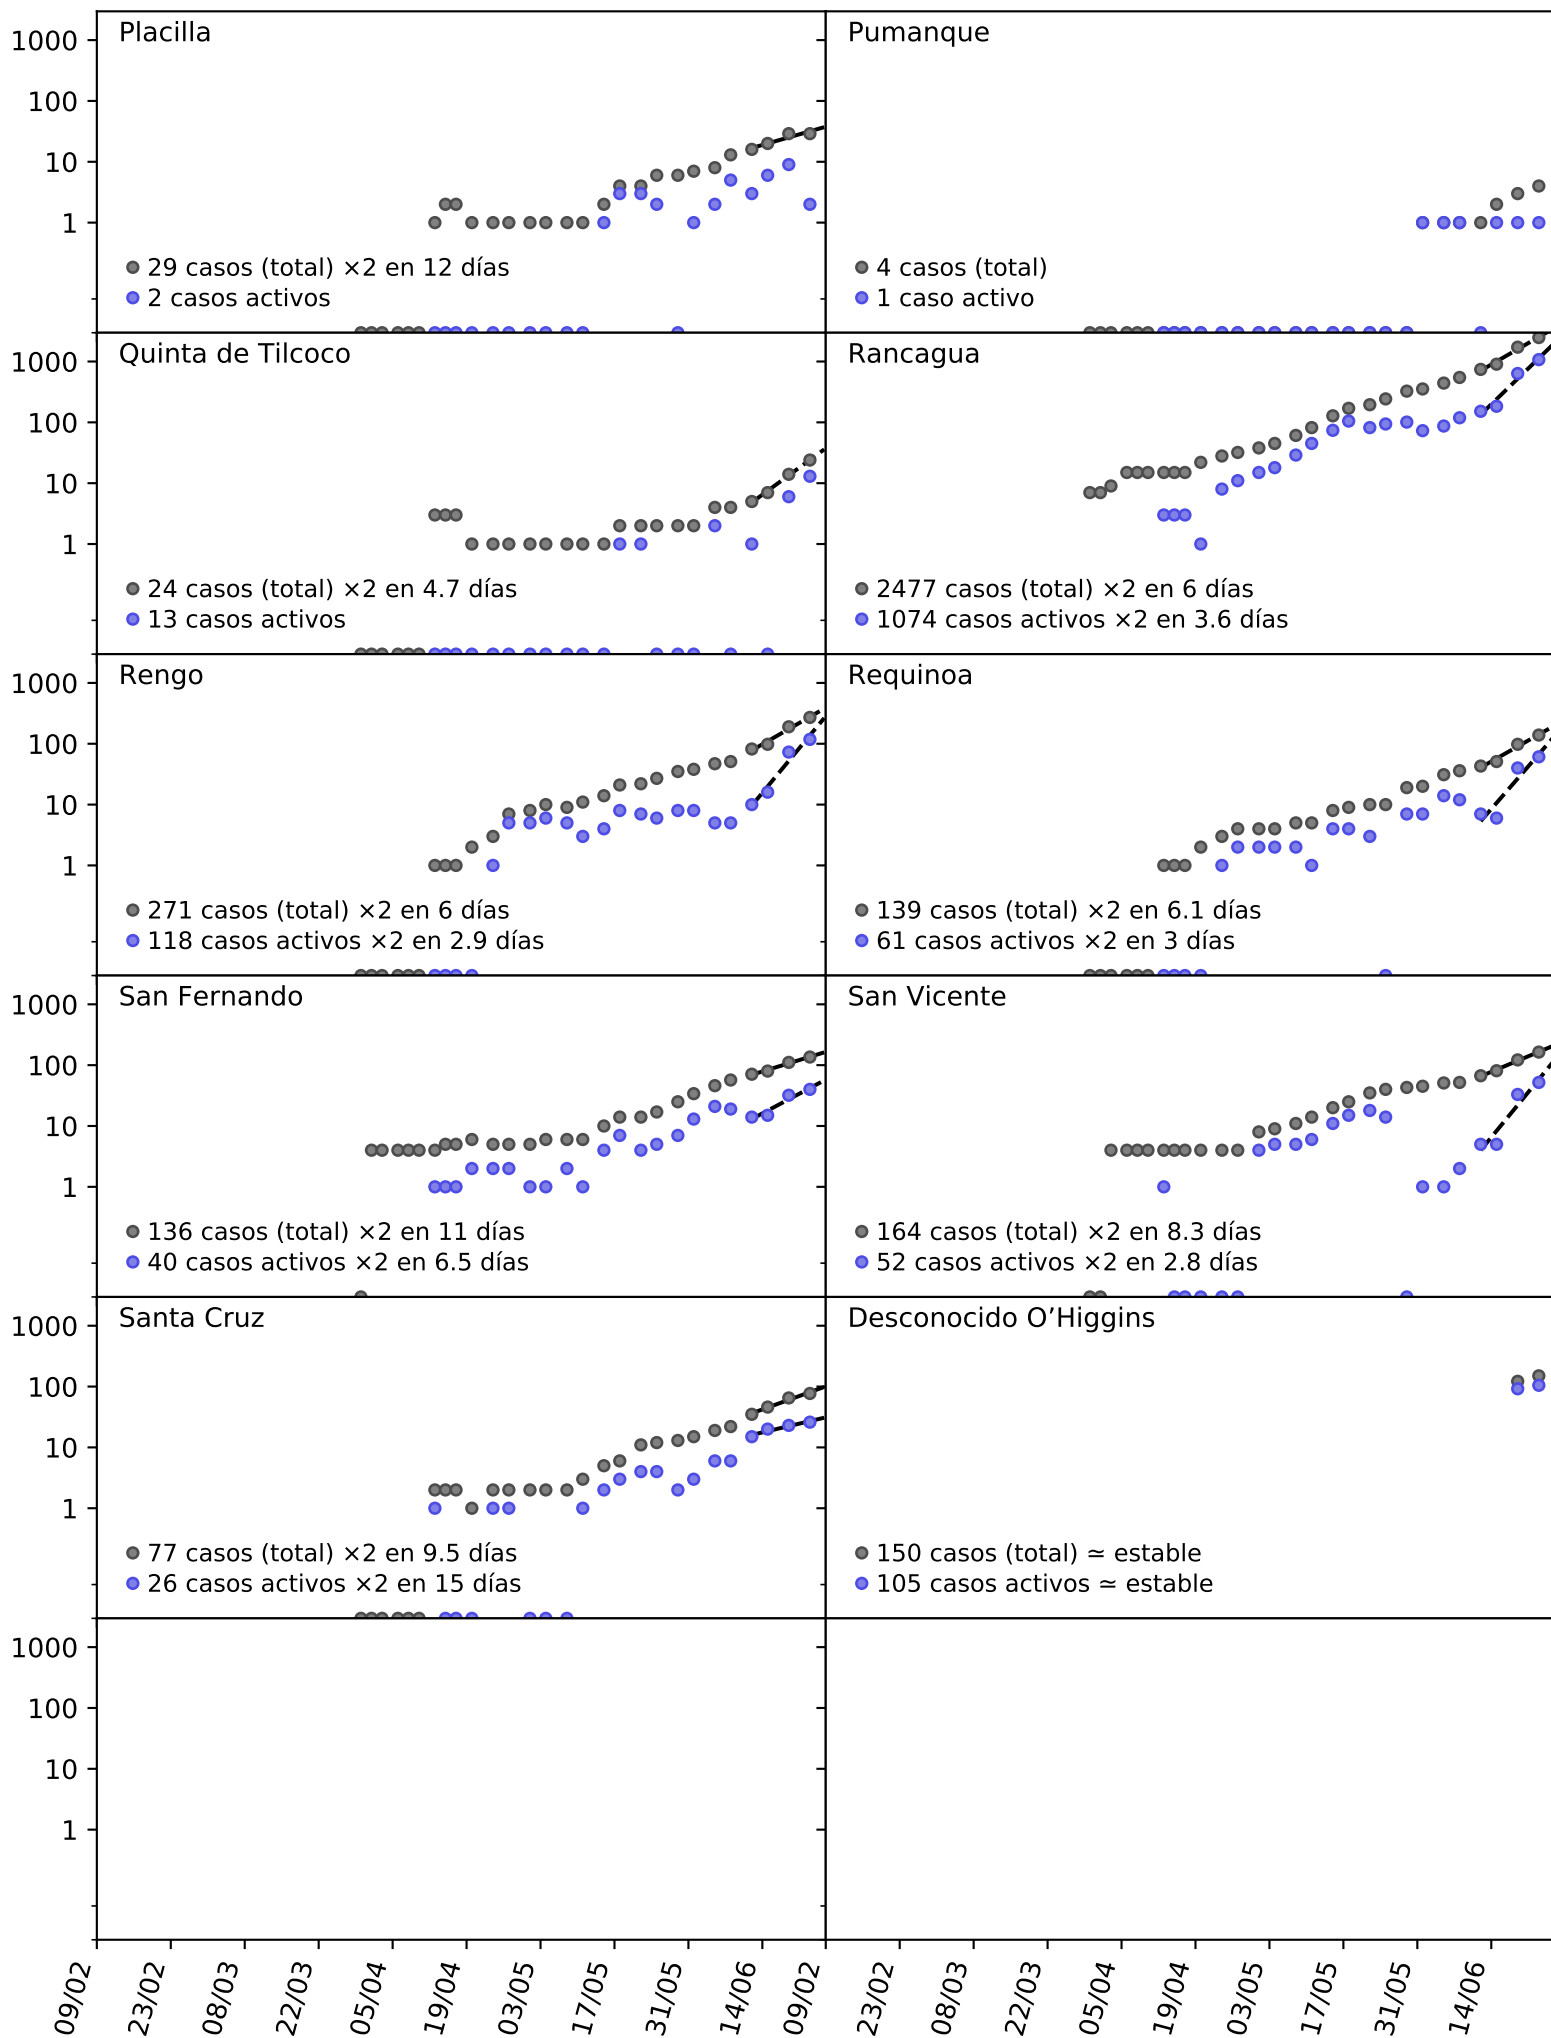 Placilla
Pumanque
1000
100
10
1
29 casos (total) ×2 en 12 días
2 casos activos
4 casos (total)
1 caso activo
Quinta de Tilcoco
Rancagua
1000
100
10
1
24 casos (total) ×2 en 4.7 días
13 casos activos
2477 casos (total) ×2 en 6 días
1074 casos activos ×2 en 3.6 días
Rengo
Requinoa
1000
100
10
1
271 casos (total) ×2 en 6 días
118 casos activos ×2 en 2.9 días
139 casos (total) ×2 en 6.1 días
61 casos activos ×2 en 3 días
San Fernando
San Vicente
1000
100
10
1
136 casos (total) ×2 en 11 días
40 casos activos ×2 en 6.5 días
164 casos (total) ×2 en 8.3 días
52 casos activos ×2 en 2.8 días
Santa Cruz
Desconocido O’Higgins
1000
100
10
1
77 casos (total) ×2 en 9.5 días
26 casos activos ×2 en 15 días
150 casos (total) ≃ estable
105 casos activos ≃ estable
1000
100
10
1
09/02
23/02
08/03
22/03
05/04
19/04
03/05
17/05
31/05
14/06
09/02
23/02
08/03
22/03
05/04
19/04
03/05
17/05
31/05
14/06